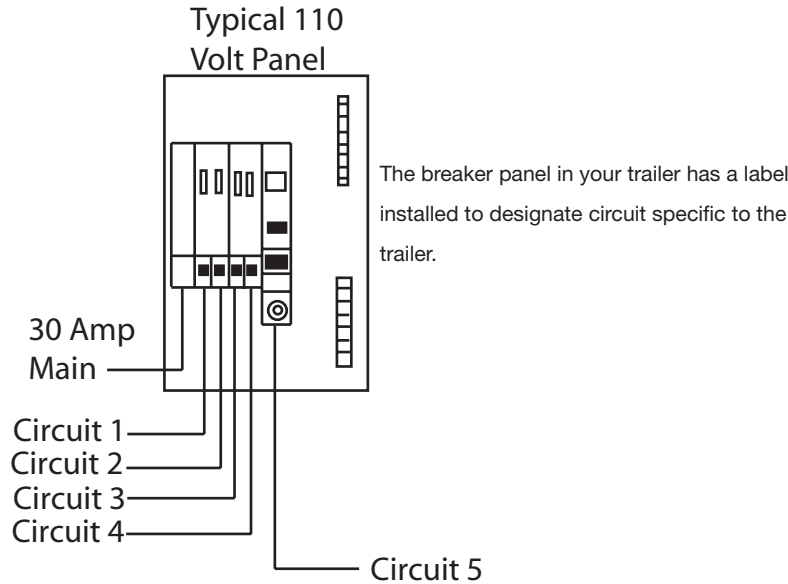 Typical 110
Volt Panel
The breaker panel in your trailer has a label
installed to designate circuit specific to the
trailer.
30 Amp
Main
Circuit 1
Circuit 2
Circuit 3
Circuit 4
Circuit 5